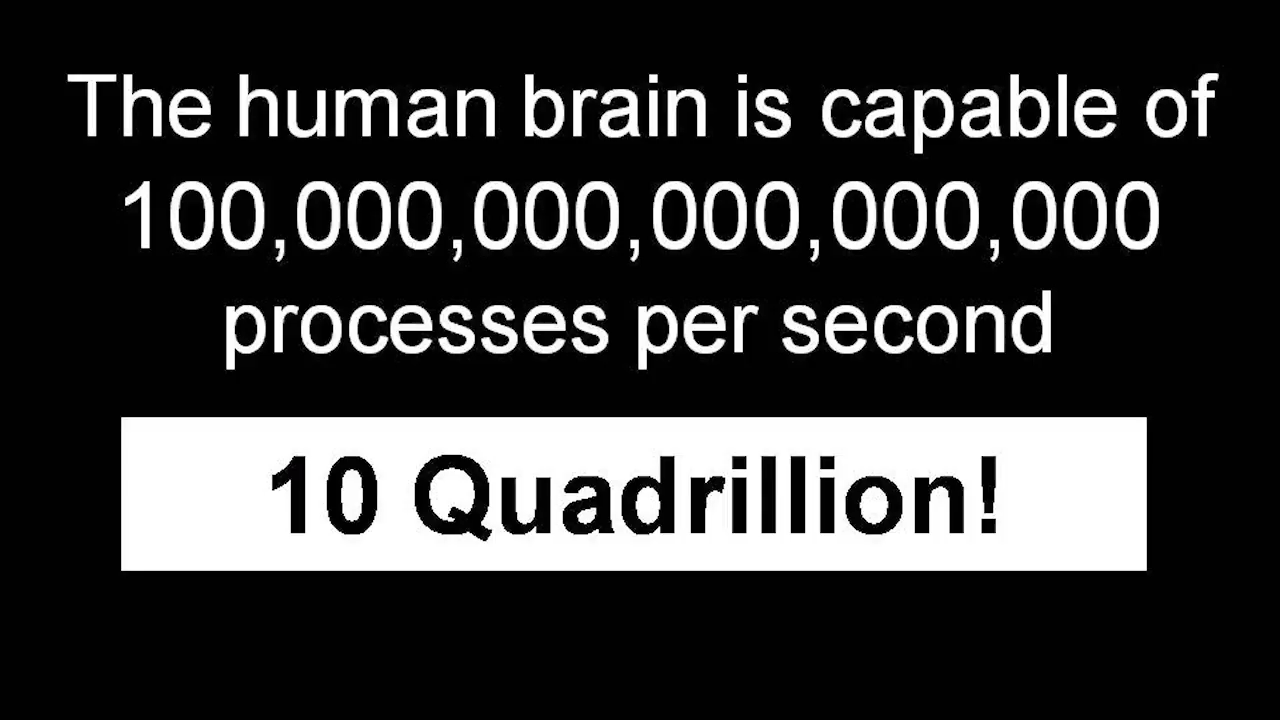 The human brain is capable of
100,000,000,000,000,000
processes per second
10 Quadrillion!